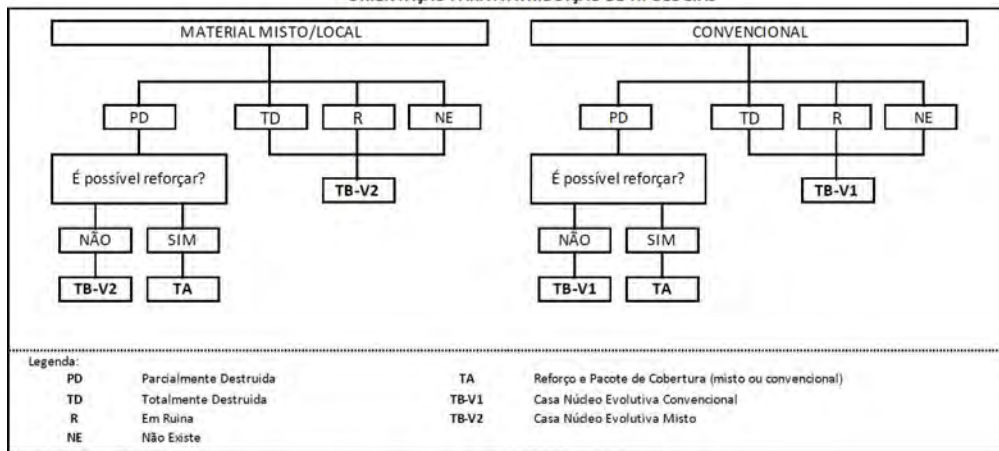 MATERIAL MISTO/LOCAL CONVENCIONAL
PD TD R NE PD TD R NE
É possível reforçar? É possível reforçar?
TB-V2 TB-V1
NÃO SIM NÃO SIM
TB-V2 TA TB-V1 TA
Legenda:
PD Parcialmente Destruida TA Reforço e Pacote de Cobertura (misto ou convencional)
TD Totalmente Destruida TB-V1 Casa Núcleo Evolutiva Convencional
R Em Ruina TB-V2 Casa Núcleo Evolutiva Misto
NE Não Existe